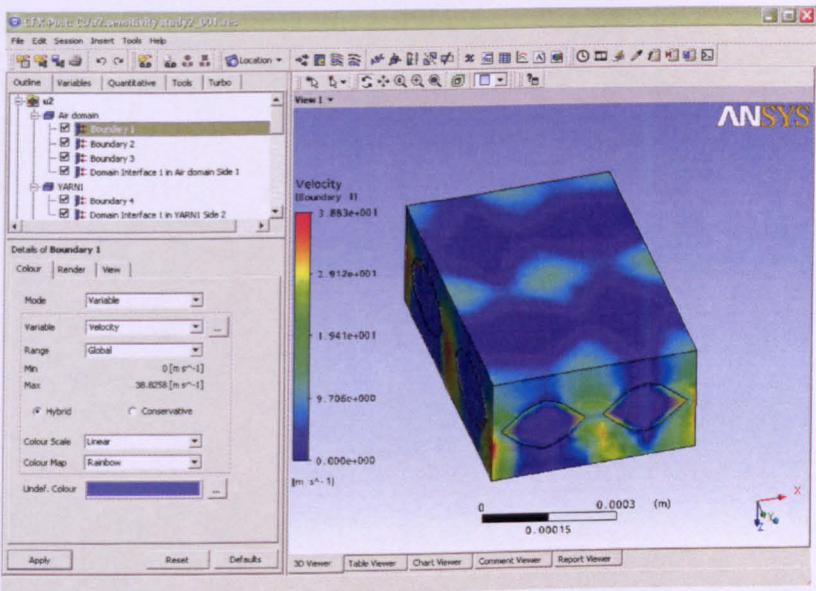 CFX Post: C:/u2 sensitivity study2_001.res
File Edit Session Insert Tools Help
Location
Outline Variables Quantitative Tools Turbo
u2
Air domain
Boundary 1
Boundary 2
Boundary 3
Domain Interface 1 in Air domain Side 1
YARN1
Boundary 4
Domain Interface 1 in YARN1 Side 2
Details of Boundary 1
Colour Render View
Mode Variable
Variable Velocity ...
Range Global
Min 0 [m s^-1]
Max 38.8258 [m s^-1]
Hybrid Conservative
Colour Scale Linear
Colour Map Rainbow
Undef. Colour ...
Apply Reset Defaults
View 1
ANSYS
Velocity
(Boundary 1)
3.883e+001
2.912e+001
1.941e+001
9.706e+000
0.000e+000
[m s^-1]
0 0.0003 (m)
0.00015
X
Y
Z
3D Viewer Table Viewer Chart Viewer Comment Viewer Report Viewer